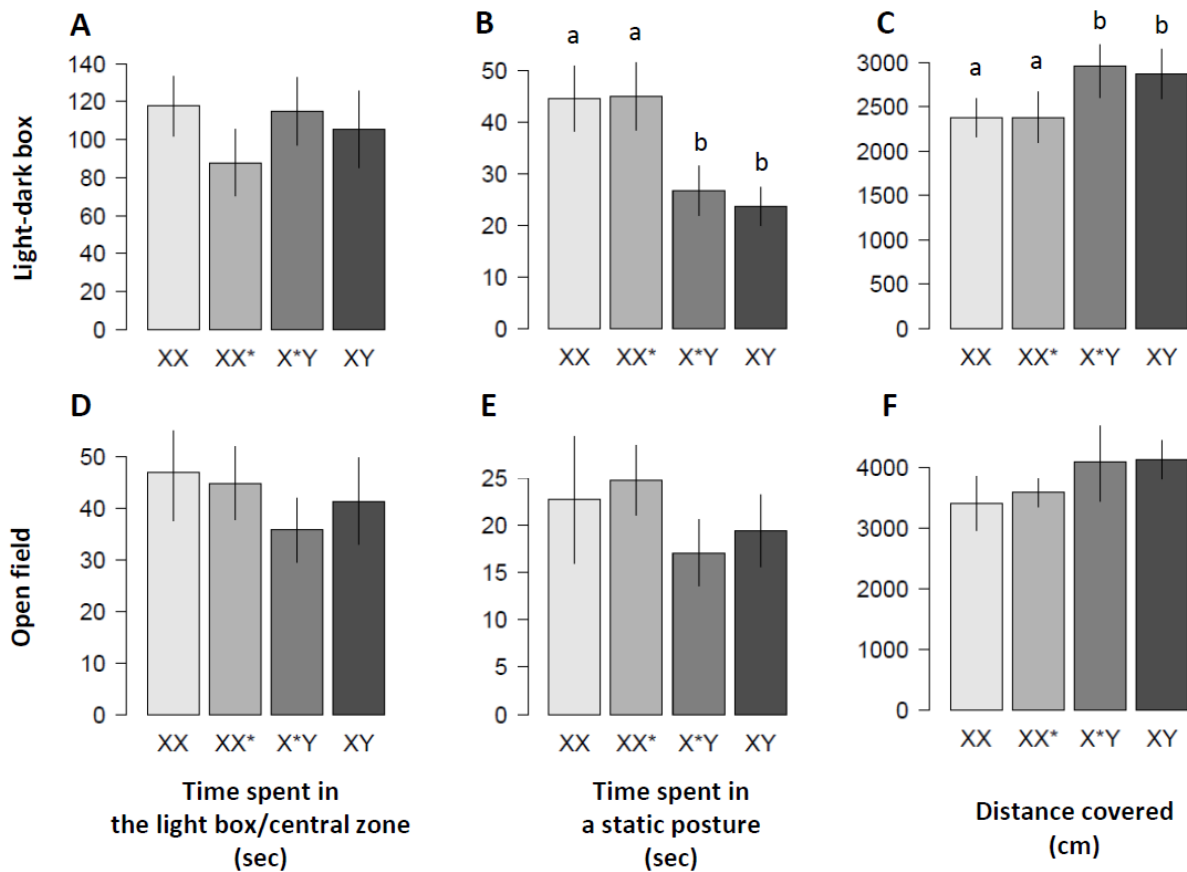 A
B
C
Light-dark box
140
120
100
80
60
40
20
0
XX XX* X*Y XY
a a b b
50
40
30
20
10
0
XX XX* X*Y XY
a a b b
3000
2500
2000
1500
1000
500
0
XX XX* X*Y XY
D
E
F
Open field
50
40
30
20
10
0
XX XX* X*Y XY
25
20
15
10
5
0
XX XX* X*Y XY
4000
3000
2000
1000
0
XX XX* X*Y XY
Time spent in
the light box/central zone
(sec)
Time spent in
a static posture
(sec)
Distance covered
(cm)